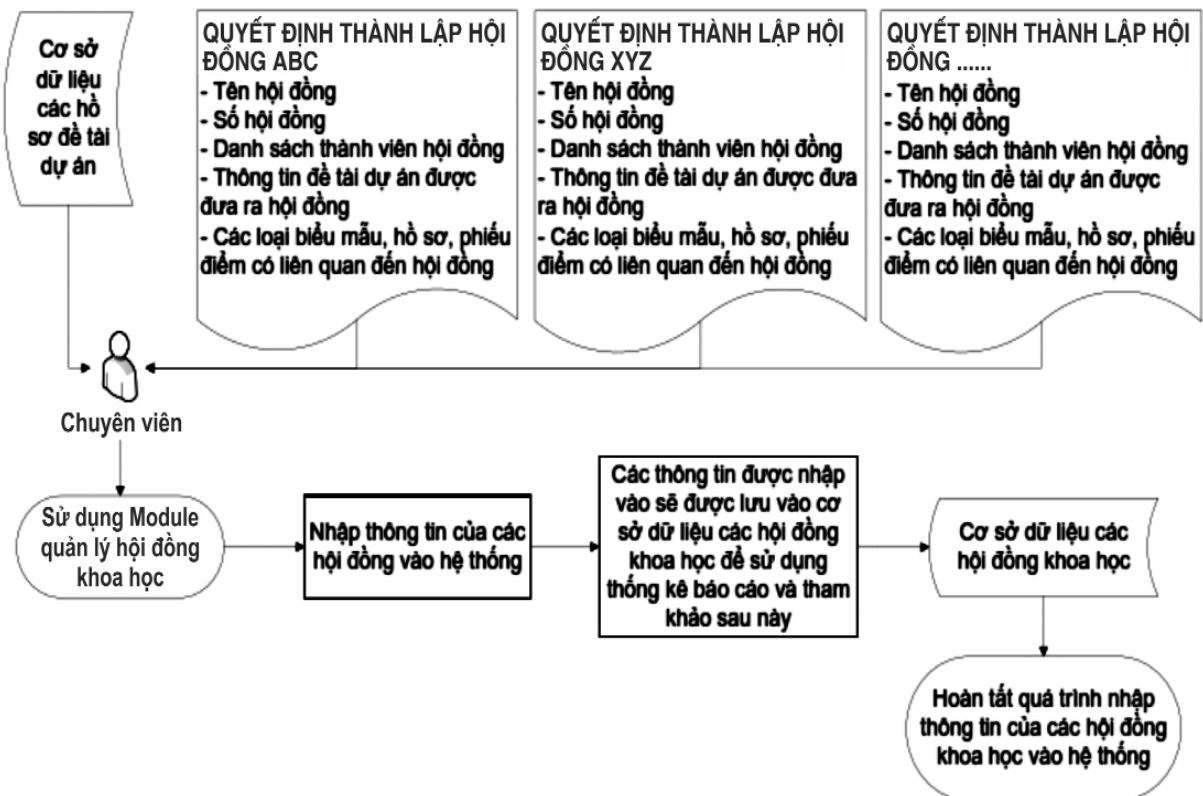 Cơ sở
dữ liệu
các hồ
sơ đề tài
dự án
QUYẾT ĐỊNH THÀNH LẬP HỘI
ĐỒNG ABC
- Tên hội đồng
- Số hội đồng
- Danh sách thành viên hội đồng
- Thông tin đề tài dự án được
đưa ra hội đồng
- Các loại biểu mẫu, hồ sơ, phiếu
điểm có liên quan đến hội đồng
QUYẾT ĐỊNH THÀNH LẬP HỘI
ĐỒNG XYZ
- Tên hội đồng
- Số hội đồng
- Danh sách thành viên hội đồng
- Thông tin đề tài dự án được đưa
ra hội đồng
- Các loại biểu mẫu, hồ sơ, phiếu
điểm có liên quan đến hội đồng
QUYẾT ĐỊNH THÀNH LẬP HỘI
ĐỒNG ......
- Tên hội đồng
- Số hội đồng
- Danh sách thành viên hội đồng
- Thông tin đề tài dự án được
đưa ra hội đồng
- Các loại biểu mẫu, hồ sơ, phiếu
điểm có liên quan đến hội đồng
Chuyên viên
Sử dụng Module
quản lý hội đồng
khoa học
Nhập thông tin của các
hội đồng vào hệ thống
Các thông tin được nhập
vào sẽ được lưu vào cơ
sở dữ liệu các hội đồng
khoa học để sử dụng
thống kê báo cáo và tham
khảo sau này
Cơ sở dữ liệu các
hội đồng khoa học
Hoàn tất quá trình nhập
thông tin của các hội đồng
khoa học vào hệ thống